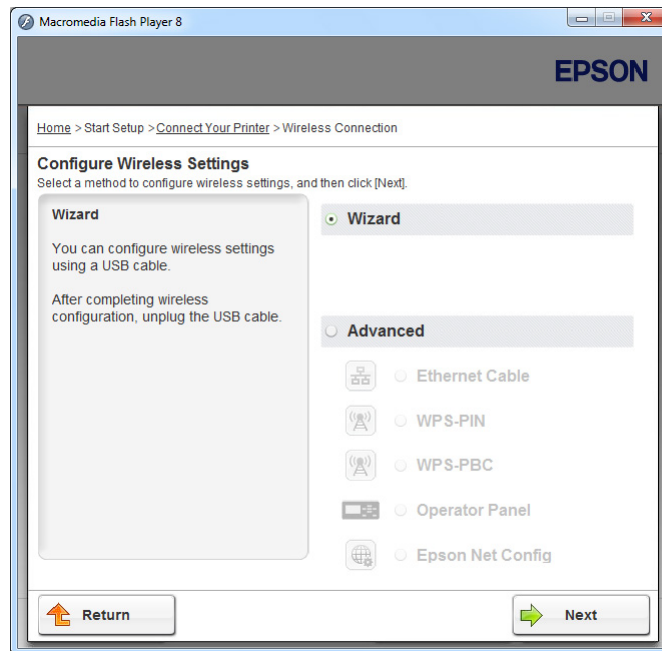 Macromedia Flash Player 8
EPSON
Home > Start Setup > Connect Your Printer > Wireless Connection
Configure Wireless Settings
Select a method to configure wireless settings, and then click [Next].
Wizard
You can configure wireless settings
using a USB cable.
After completing wireless
configuration, unplug the USB cable.
Wizard
Advanced
Ethernet Cable
WPS-PIN
WPS-PBC
Operator Panel
Epson Net Config
Return
Next